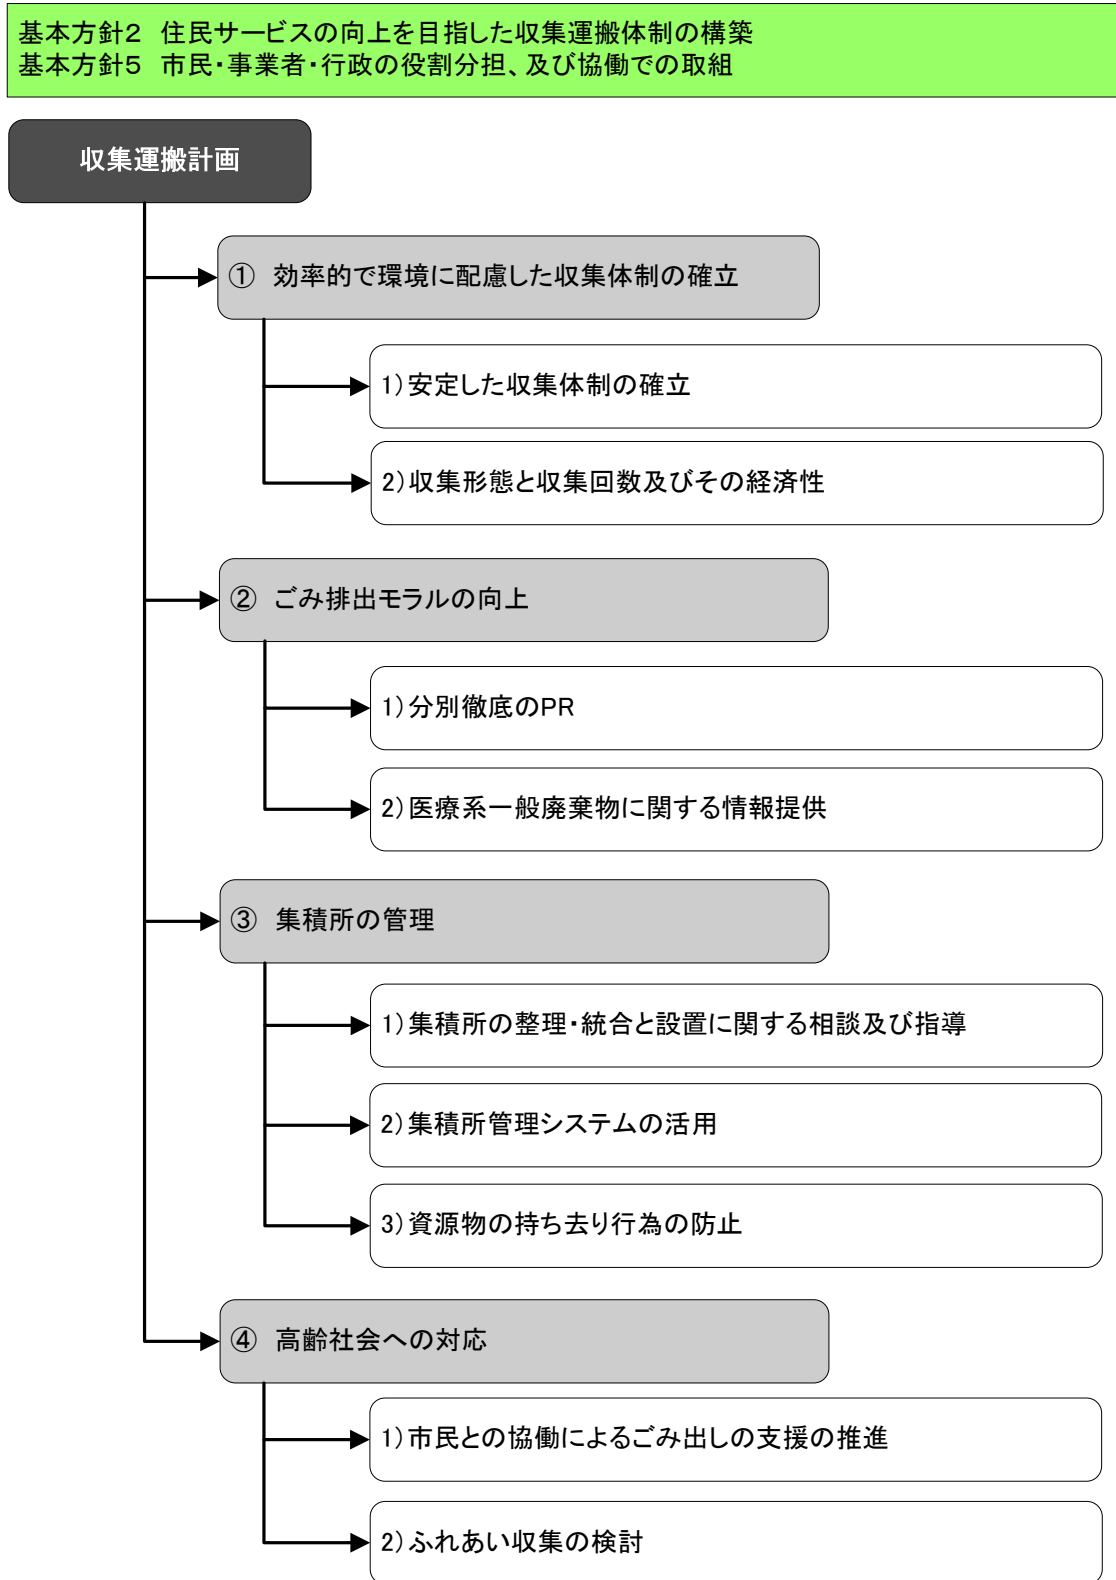 基本方針2　住民サービスの向上を目指した収集運搬体制の構築
基本方針5　市民・事業者・行政の役割分担、及び協働での取組
収集運搬計画
①　効率的で環境に配慮した収集体制の確立
1)安定した収集体制の確立
2)収集形態と収集回数及びその経済性
②　ごみ排出モラルの向上
1)分別徹底のPR
2)医療系一般廃棄物に関する情報提供
③　集積所の管理
1)集積所の整理・統合と設置に関する相談及び指導
2)集積所管理システムの活用
3)資源物の持ち去り行為の防止
④　高齢社会への対応
1)市民との協働によるごみ出しの支援の推進
2)ふれあい収集の検討